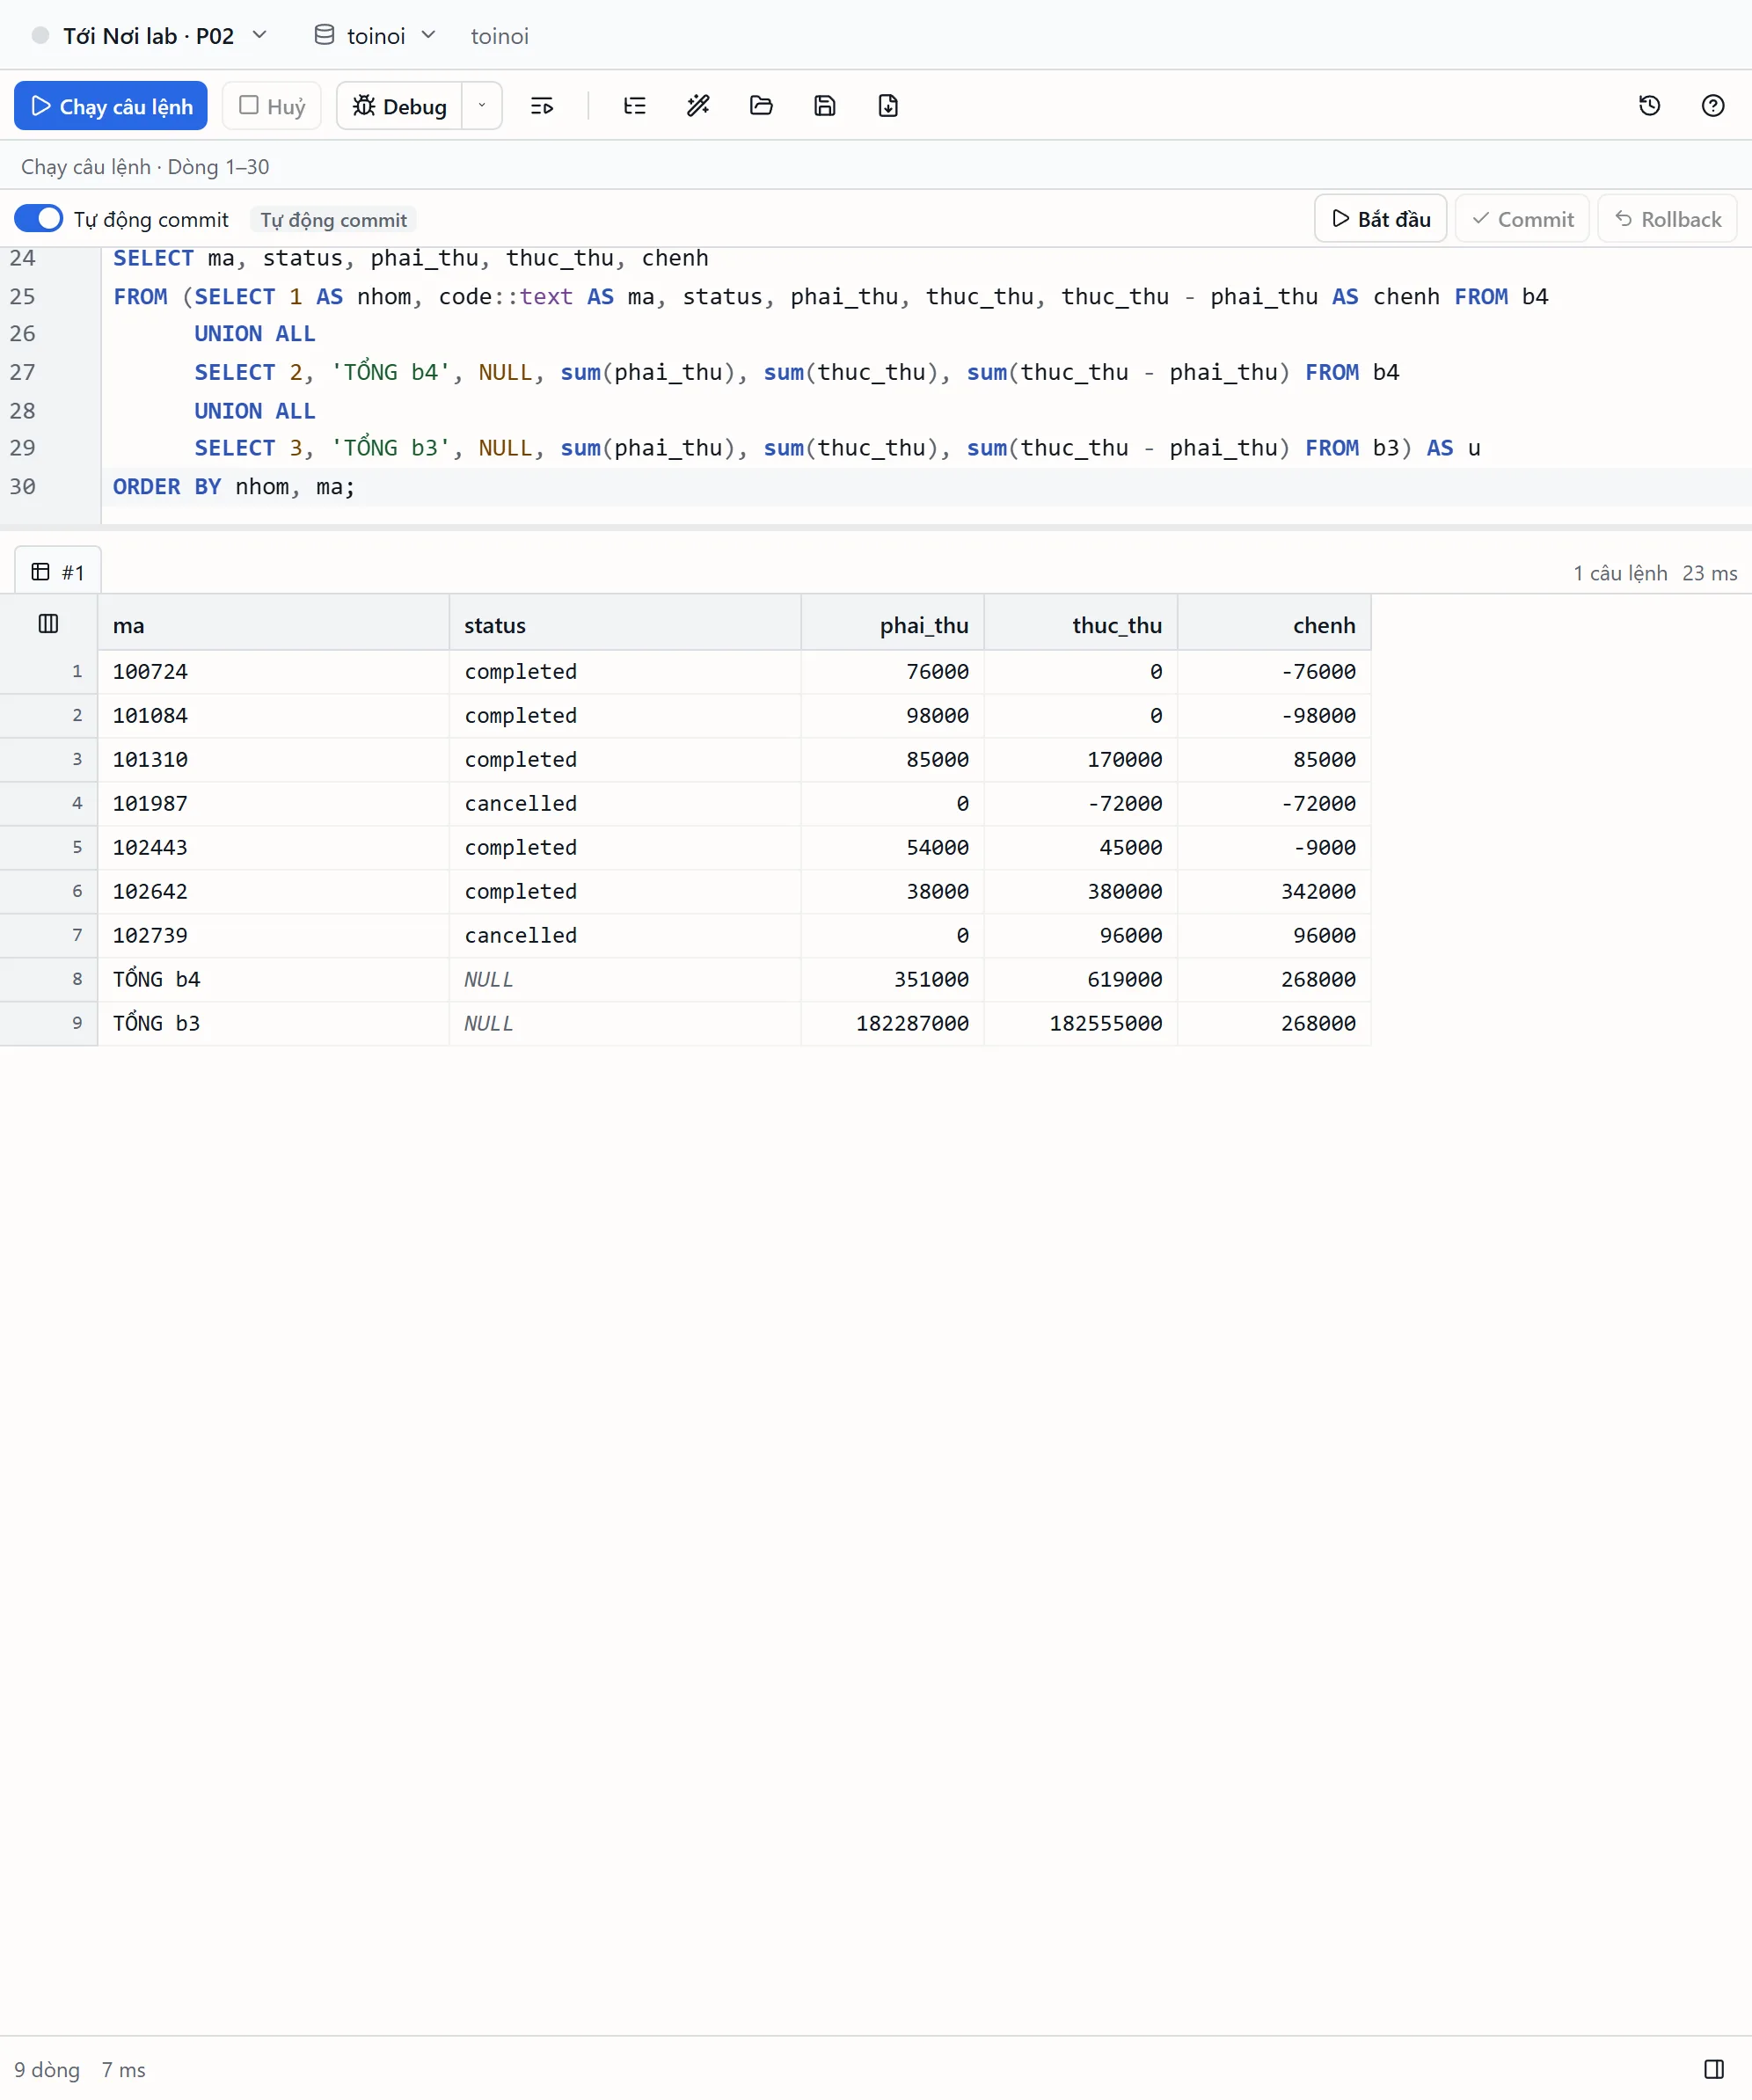 Tới Nơi lab · P02 toinoi toinoi
Chạy câu lệnh Huỷ Debug
Chạy câu lệnh · Dòng 1–30
Tự động commit Tự động commit Bắt đầu Commit Rollback
24 SELECT ma, status, phai_thu, thuc_thu, chenh
25 FROM (SELECT 1 AS nhom, code::text AS ma, status, phai_thu, thuc_thu, thuc_thu - phai_thu AS chenh FROM b4
26 UNION ALL
27 SELECT 2, 'TỔNG b4', NULL, sum(phai_thu), sum(thuc_thu), sum(thuc_thu - phai_thu) FROM b4
28 UNION ALL
29 SELECT 3, 'TỔNG b3', NULL, sum(phai_thu), sum(thuc_thu), sum(thuc_thu - phai_thu) FROM b3) AS u
30 ORDER BY nhom, ma;
#1 1 câu lệnh 23 ms
ma status phai_thu thuc_thu chenh
1 100724 completed 76000 0 -76000
2 101084 completed 98000 0 -98000
3 101310 completed 85000 170000 85000
4 101987 cancelled 0 -72000 -72000
5 102443 completed 54000 45000 -9000
6 102642 completed 38000 380000 342000
7 102739 cancelled 0 96000 96000
8 TỔNG b4 NULL 351000 619000 268000
9 TỔNG b3 NULL 182287000 182555000 268000
9 dòng 7 ms